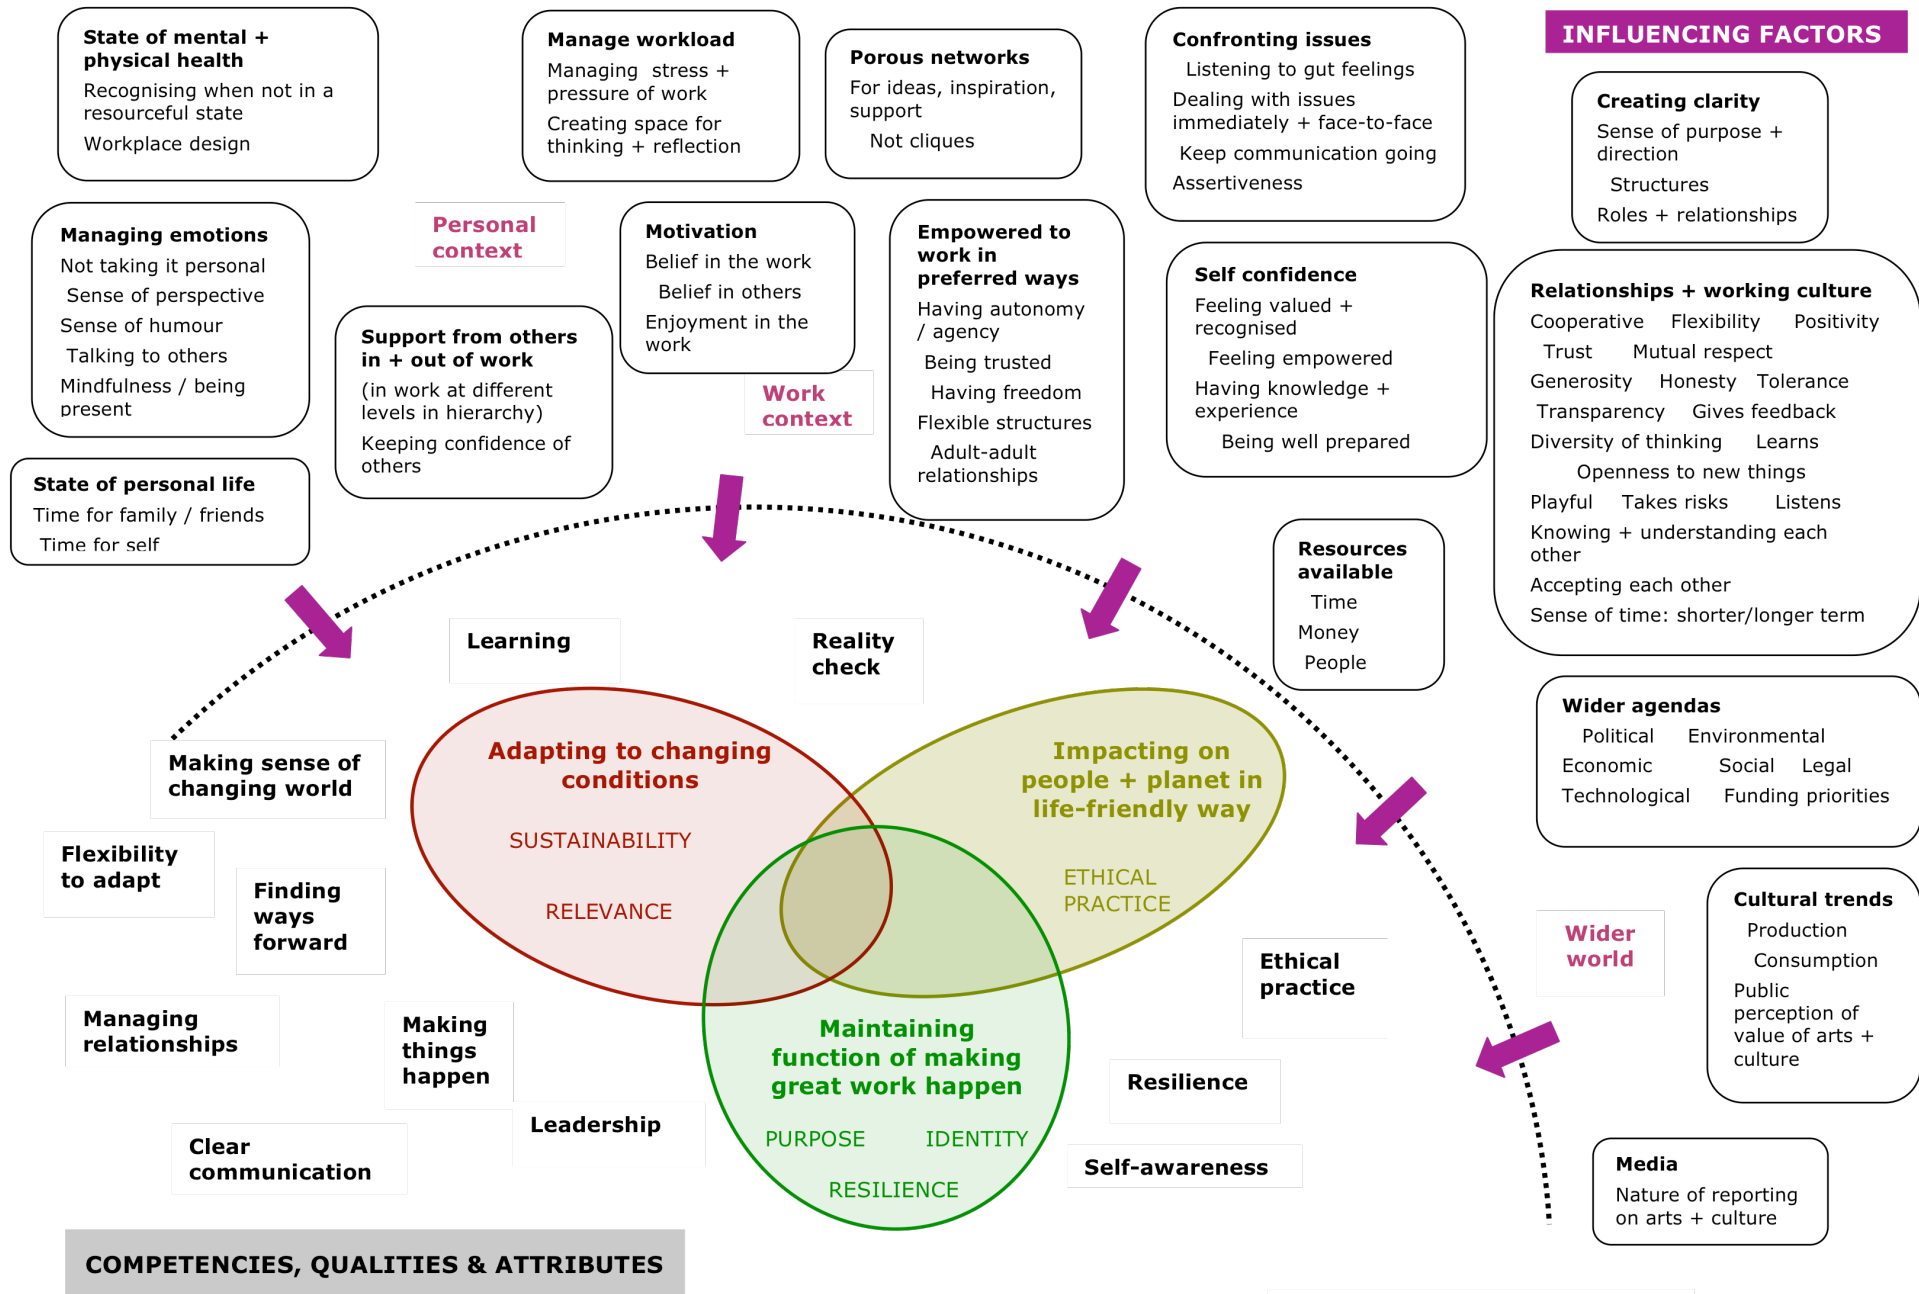 State of mental +
physical health
Recognising when not in a
resourceful state
Workplace design
Manage workload
Managing stress +
pressure of work
Creating space for
thinking + reflection
Porous networks
For ideas, inspiration,
support
Not cliques
Confronting issues
Listening to gut feelings
Dealing with issues
immediately + face-to-face
Keep communication going
Assertiveness
INFLUENCING FACTORS
Creating clarity
Sense of purpose +
direction
Structures
Roles + relationships
Managing emotions
Not taking it personal
Sense of perspective
Sense of humour
Talking to others
Mindfulness / being
present
Personal
context
Support from others
in + out of work
(in work at different
levels in hierarchy)
Keeping confidence of
others
Motivation
Belief in the work
Belief in others
Enjoyment in the
work
Work
context
Empowered to
work in
preferred ways
Having autonomy
/ agency
Being trusted
Having freedom
Flexible structures
Adult-adult
relationships
Self confidence
Feeling valued +
recognised
Feeling empowered
Having knowledge +
experience
Being well prepared
Relationships + working culture
Cooperative Flexibility Positivity
Trust Mutual respect
Generosity Honesty Tolerance
Transparency Gives feedback
Diversity of thinking Learns
Openness to new things
Playful Takes risks Listens
Knowing + understanding each
other
Accepting each other
Sense of time: shorter/longer term
State of personal life
Time for family / friends
Time for self
Resources
available
Time
Money
People
Wider agendas
Political Environmental
Economic Social Legal
Technological Funding priorities
Learning
Reality
check
Making sense of
changing world
Flexibility
to adapt
Finding
ways
forward
Adapting to changing
conditions
SUSTAINABILITY
RELEVANCE
Impacting on
people + planet in
life-friendly way
ETHICAL
PRACTICE
Cultural trends
Production
Consumption
Public
perception of
value of arts +
culture
Wider
world
Ethical
practice
Managing
relationships
Making
things
happen
Maintaining
function of making
great work happen
PURPOSE IDENTITY
RESILIENCE
Resilience
Leadership
Clear
communication
Self-awareness
Media
Nature of reporting
on arts + culture
COMPETENCIES, QUALITIES & ATTRIBUTES